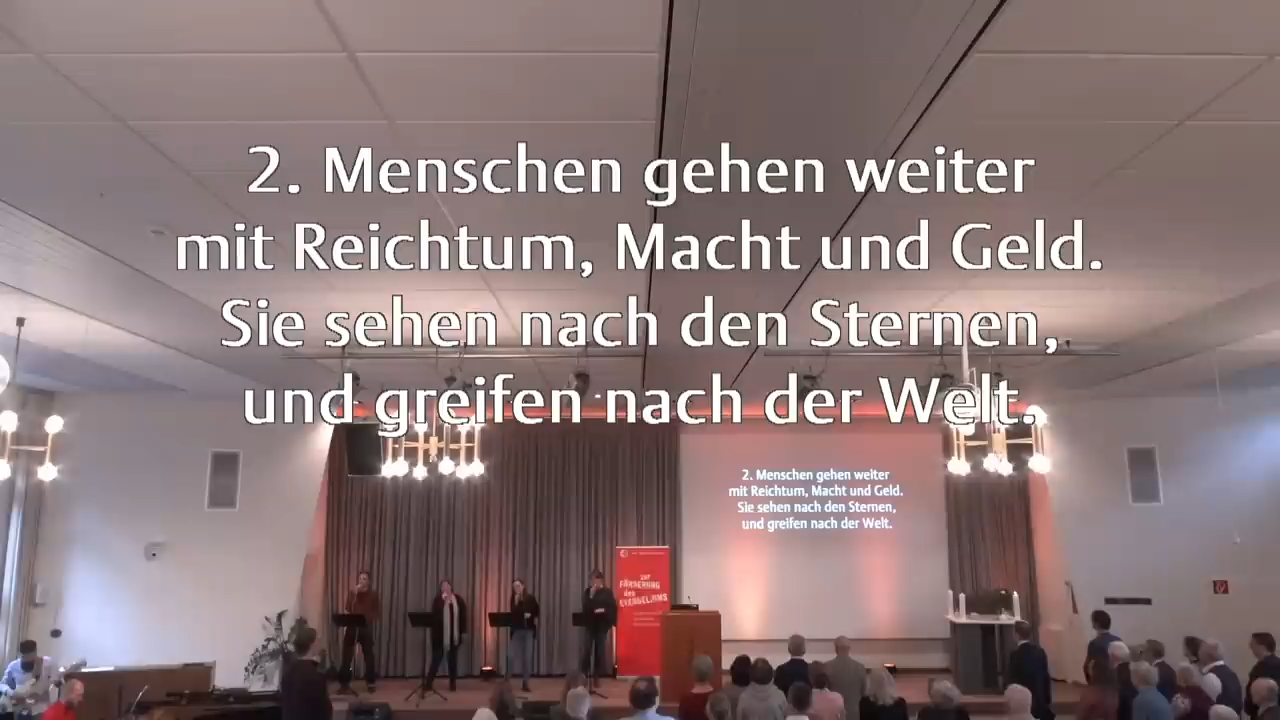 2. Menschen gehen weiter
mit Reichtum, Macht und Geld.
Sie sehen nach den Sternen,
und greifen nach der Welt.
2. Menschen gehen weiter
mit Reichtum, Macht und Geld.
Sie sehen nach den Sternen,
und greifen nach der Welt.
zur
FÖRDERUNG
des
EVANGELIUMS